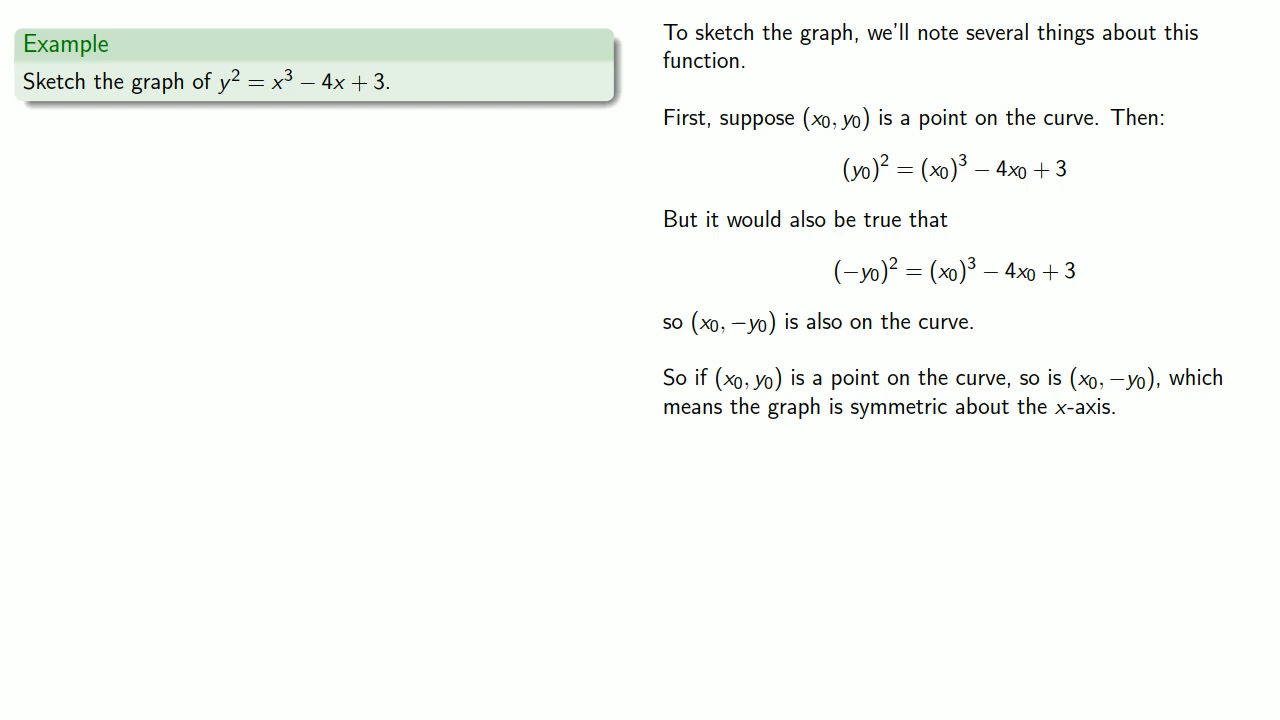 Example
Sketch the graph of y² = x³ − 4x + 3.
To sketch the graph, we'll note several things about this
function.
First, suppose (x₀, y₀) is a point on the curve. Then:
(y₀)² = (x₀)³ − 4x₀ + 3
But it would also be true that
(−y₀)² = (x₀)³ − 4x₀ + 3
so (x₀, −y₀) is also on the curve.
So if (x₀, y₀) is a point on the curve, so is (x₀, −y₀), which
means the graph is symmetric about the x-axis.